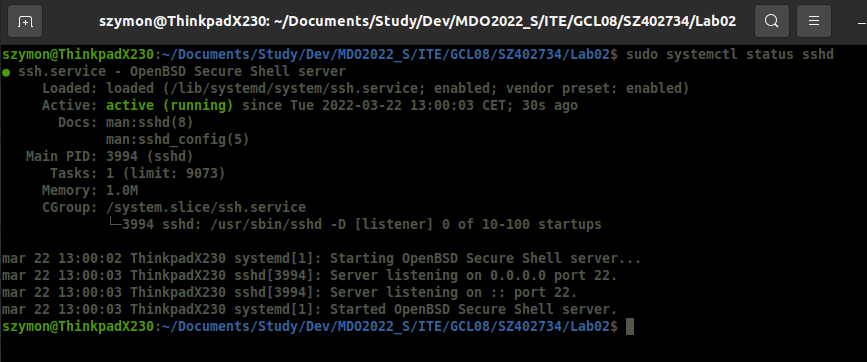 szymon@ThinkpadX230: ~/Documents/Study/Dev/MDO2022_S/ITE/GCL08/SZ402734/Lab02
szymon@ThinkpadX230:~/Documents/Study/Dev/MDO2022_S/ITE/GCL08/SZ402734/Lab02$ sudo systemctl status sshd
● ssh.service - OpenBSD Secure Shell server
     Loaded: loaded (/lib/systemd/system/ssh.service; enabled; vendor preset: enabled)
     Active: active (running) since Tue 2022-03-22 13:00:03 CET; 30s ago
       Docs: man:sshd(8)
             man:sshd_config(5)
   Main PID: 3994 (sshd)
      Tasks: 1 (limit: 9073)
     Memory: 1.0M
     CGroup: /system.slice/ssh.service
             └─3994 sshd: /usr/sbin/sshd -D [listener] 0 of 10-100 startups
mar 22 13:00:02 ThinkpadX230 systemd[1]: Starting OpenBSD Secure Shell server...
mar 22 13:00:03 ThinkpadX230 sshd[3994]: Server listening on 0.0.0.0 port 22.
mar 22 13:00:03 ThinkpadX230 sshd[3994]: Server listening on :: port 22.
mar 22 13:00:03 ThinkpadX230 systemd[1]: Started OpenBSD Secure Shell server.
szymon@ThinkpadX230:~/Documents/Study/Dev/MDO2022_S/ITE/GCL08/SZ402734/Lab02$